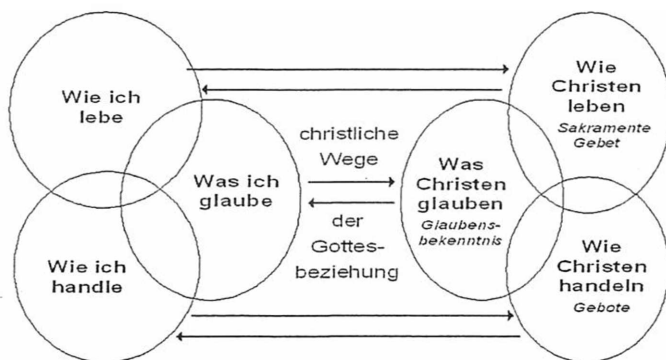 Wie ich
lebe
Was ich
glaube
Wie ich
handle
christliche
Wege
der
Gottes-
beziehung
Was
Christen
glauben
Glaubens-
bekenntnis
Wie
Christen
leben
Sakramente
Gebet
Wie
Christen
handeln
Gebote